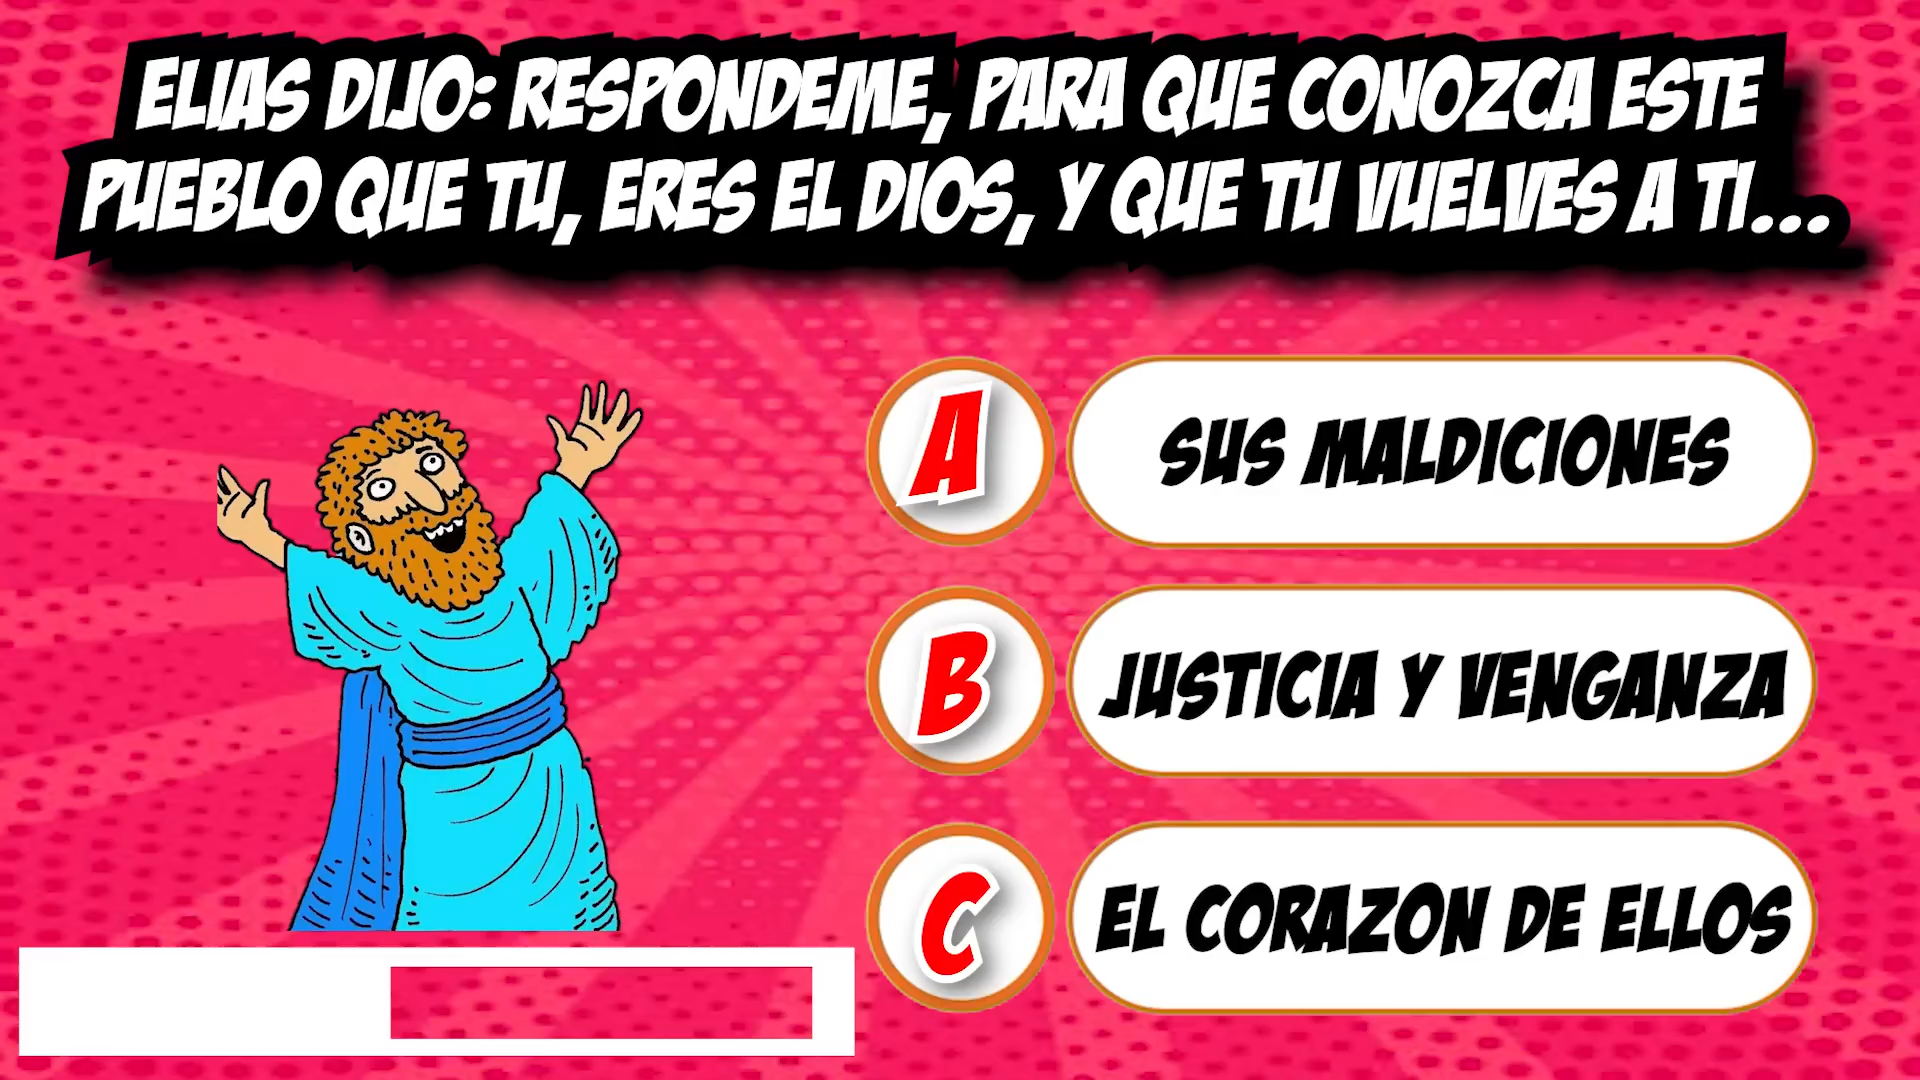 ELIAS DIJO: RESPONDEME, PARA QUE CONOZCA ESTE
PUEBLO QUE TU, ERES EL DIOS, Y QUE TU VUELVES A TI...
A
SUS MALDICIONES
B
JUSTICIA Y VENGANZA
C
EL CORAZON DE ELLOS